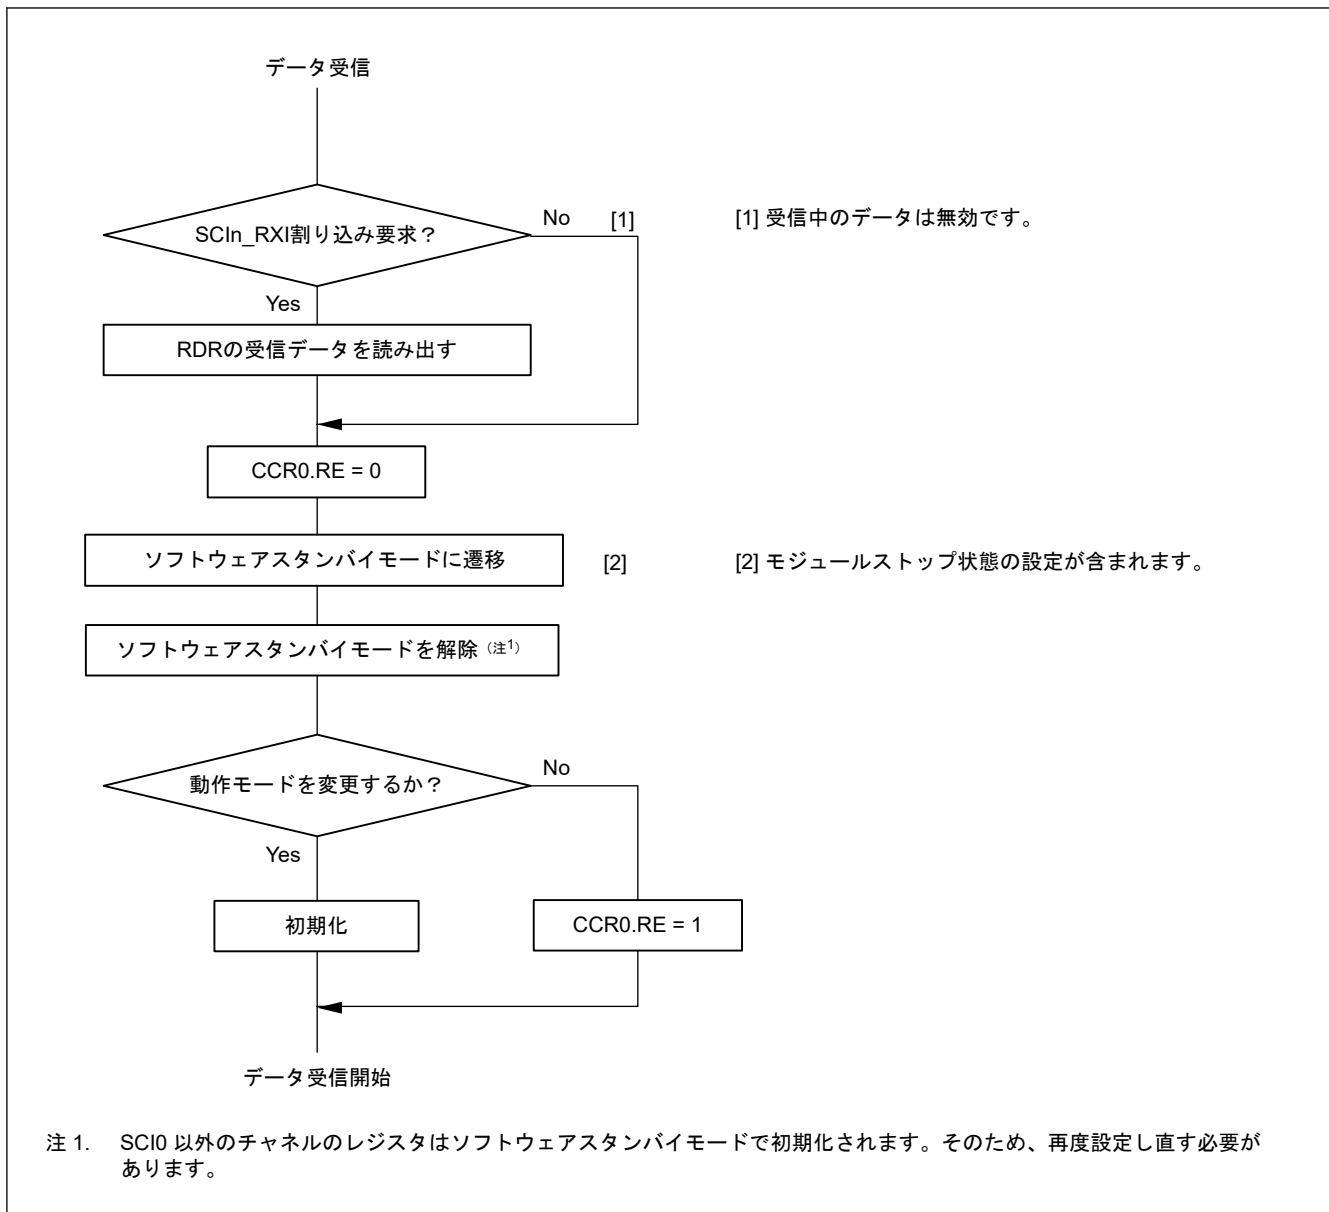 データ受信
SCIn_RXI割り込み要求？
No
[1]
[1] 受信中のデータは無効です。
Yes
RDRの受信データを読み出す
CCR0.RE = 0
ソフトウェアスタンバイモードに遷移
[2]
[2] モジュールストップ状態の設定が含まれます。
ソフトウェアスタンバイモードを解除（注1）
動作モードを変更するか？
No
Yes
初期化
CCR0.RE = 1
データ受信開始
注 1. SCI0 以外のチャネルのレジスタはソフトウェアスタンバイモードで初期化されます。そのため、再度設定し直す必要が
あります。